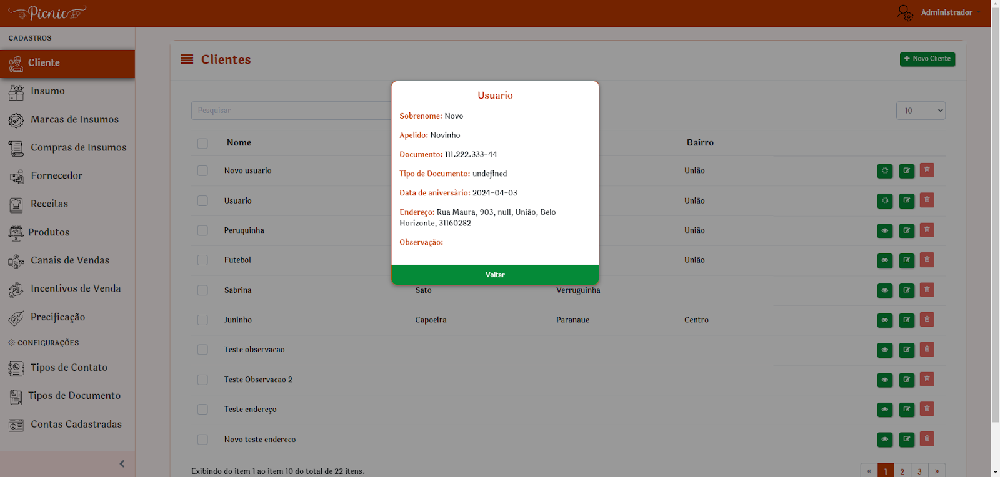 Picnic
Administrador
CADASTROS
Cliente
Insumo
Marcas de Insumos
Compras de Insumos
Fornecedor
Receitas
Produtos
Canais de Vendas
Incentivos de Venda
Precificação
CONFIGURAÇÕES
Tipos de Contato
Tipos de Documento
Contas Cadastradas
Clientes
+ Novo Cliente
Pesquisar
10
Nome Bairro
Novo usuario União
Usuario União
Peruquinha União
Futebol União
Sabrina Sato Verruguinha
Juninho Capoeira Paranaue Centro
Teste observacao
Teste Observacao 2
Teste endereço
Novo teste endereco
Exibindo do item 1 ao item 10 do total de 22 itens.
« 1 2 3 »
Usuario
Sobrenome: Novo
Apelido: Novinho
Documento: 111.222.333-44
Tipo de Documento: undefined
Data de aniversàrio: 2024-04-03
Endereço: Rua Maura, 903, null, União, Belo
Horizonte, 31160282
Observação:
Voltar